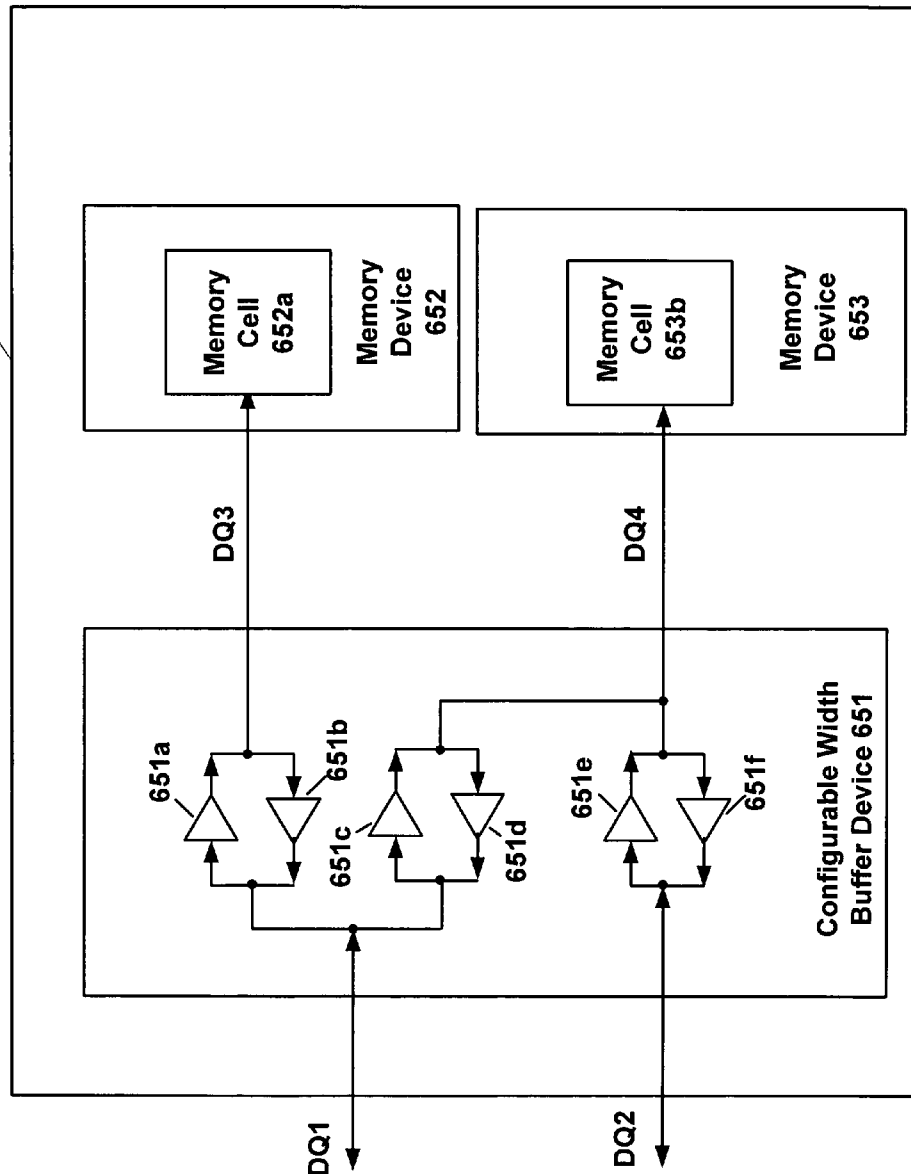 DQ1
DQ2
651a
651b
651c
651d
651e
651f
Configurable Width
Buffer Device 651
DQ3
DQ4
Memory
Cell
652a
Memory
Device
652
Memory
Cell
653b
Memory
Device
653